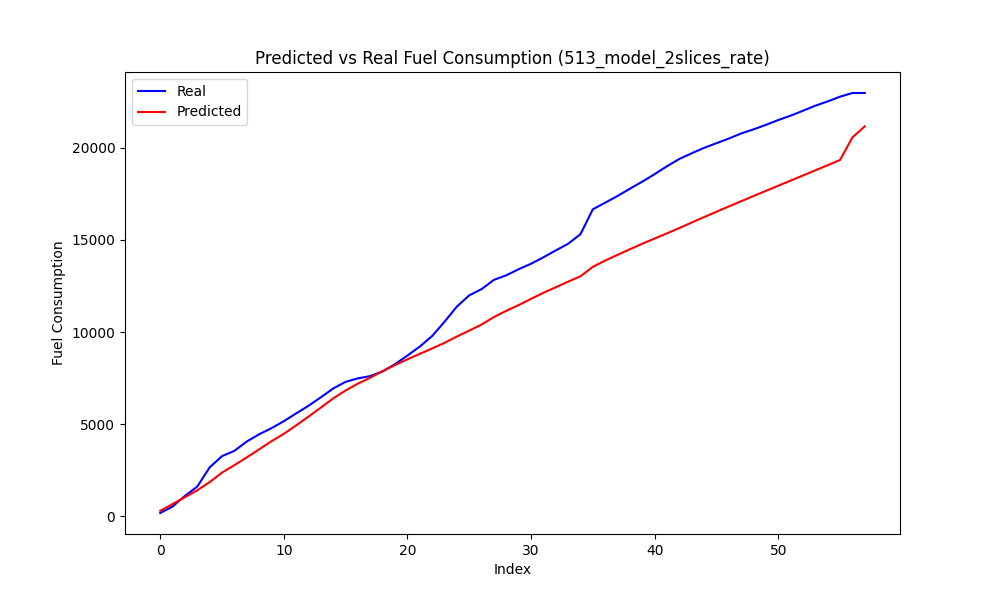 Predicted vs Real Fuel Consumption (513_model_2slices_rate)
Real
Predicted
Fuel Consumption
20000
15000
10000
5000
0
0 10 20 30 40 50
Index